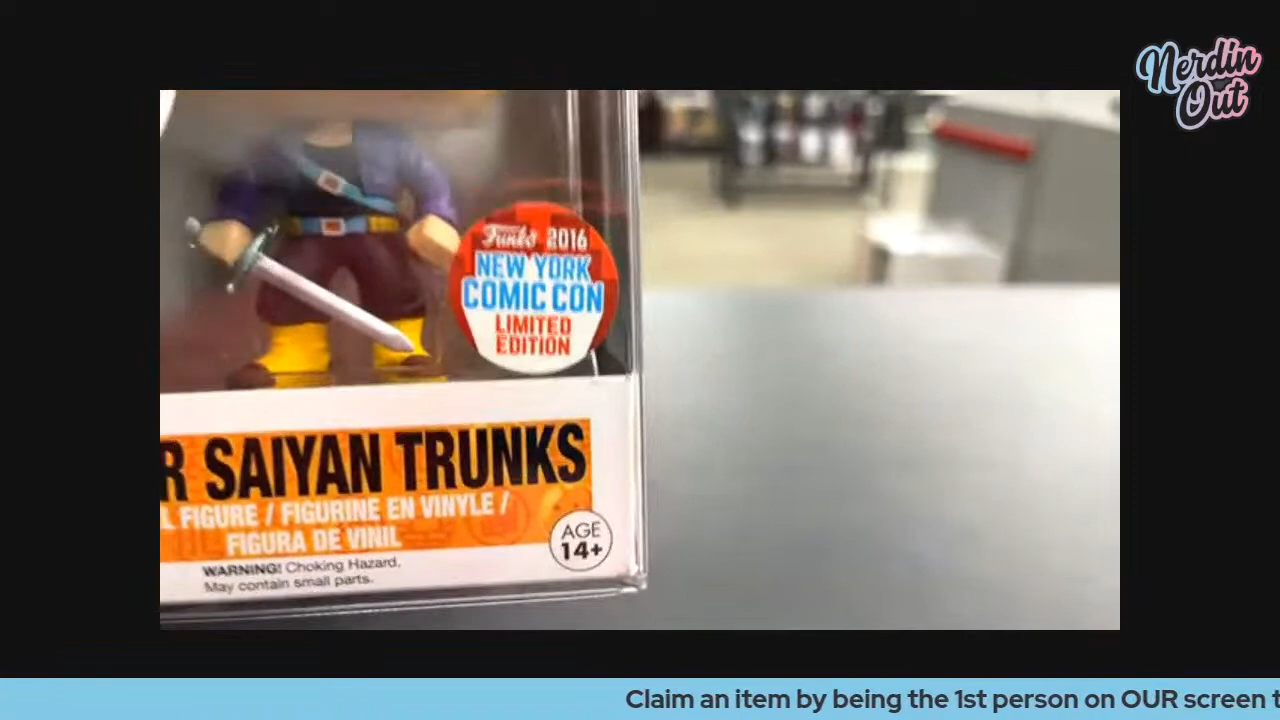 Nerdin
Out
Funko 2016
NEW YORK
COMIC CON
LIMITED
EDITION
R SAIYAN TRUNKS
L FIGURE / FIGURINE EN VINYLE /
FIGURA DE VINIL
AGE
14+
WARNING! Choking Hazard.
May contain small parts.
Claim an item by being the 1st person on OUR screen t